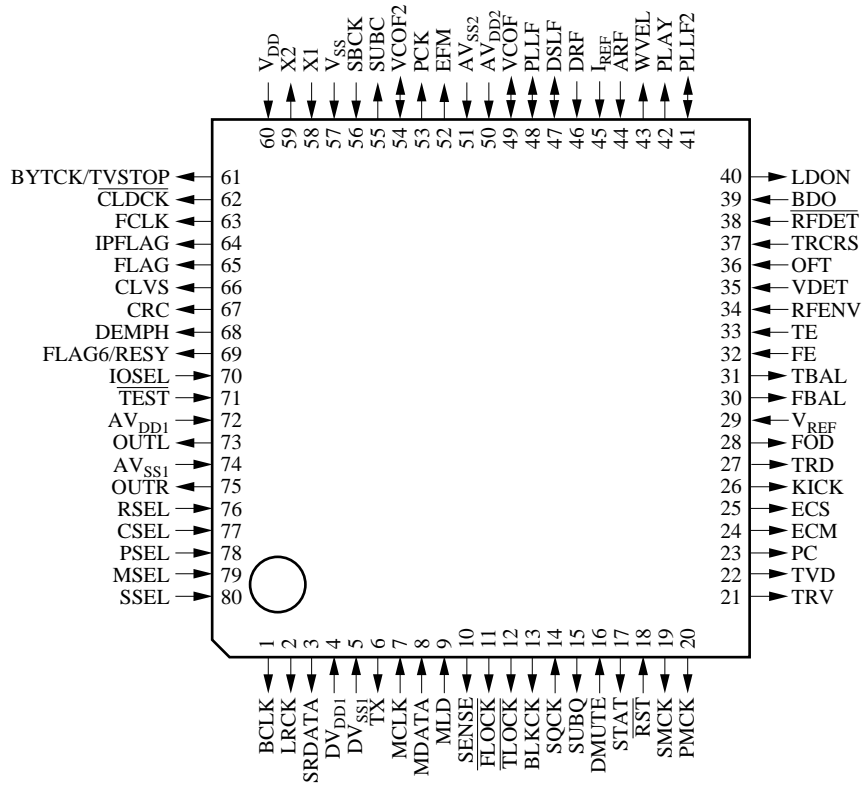 VDD
X2
X1
VSS
SBCK
SUBC
VCOF2
PCK
EFM
AVSS2
AVDD2
VCOF
PLLF
DSLF
DRF
IREF
ARF
WVEL
PLAY
PLLF2
60 59 58 57 56 55 54 53 52 51 50 49 48 47 46 45 44 43 42 41
BYTCK/TVSTOP 61
CLDCK 62
FCLK 63
IPFLAG 64
FLAG 65
CLVS 66
CRC 67
DEMPH 68
FLAG6/RESY 69
IOSEL 70
TEST 71
AVDD1 72
OUTL 73
AVSS1 74
OUTR 75
RSEL 76
CSEL 77
PSEL 78
MSEL 79
SSEL 80
40 LDON
39 BDO
38 RFDET
37 TRCRS
36 OFT
35 VDET
34 RFENV
33 TE
32 FE
31 TBAL
30 FBAL
29 VREF
28 FOD
27 TRD
26 KICK
25 ECS
24 ECM
23 PC
22 TVD
21 TRV
1 2 3 4 5 6 7 8 9 10 11 12 13 14 15 16 17 18 19 20
BCLK
LRCK
SRDATA
DVDD1
DVSS1
TX
MCLK
MDATA
MLD
SENSE
FLOCK
TLOCK
BLKCK
SQCK
SUBQ
DMUTE
STAT
RST
SMCK
PMCK